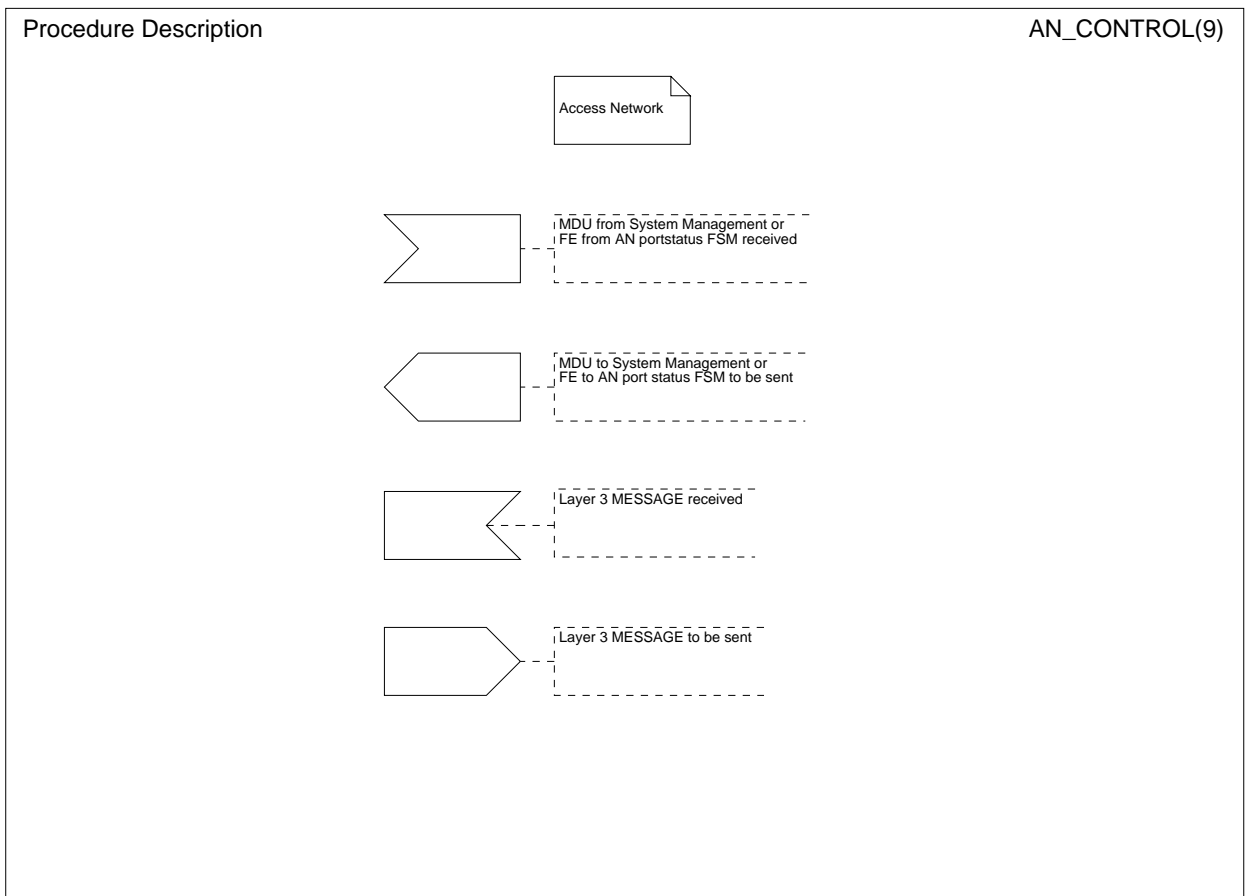 Procedure Description
AN_CONTROL(9)
Access Network
MDU from System Management or
FE from AN portstatus FSM received
MDU to System Management or
FE to AN port status FSM to be sent
Layer 3 MESSAGE received
Layer 3 MESSAGE to be sent